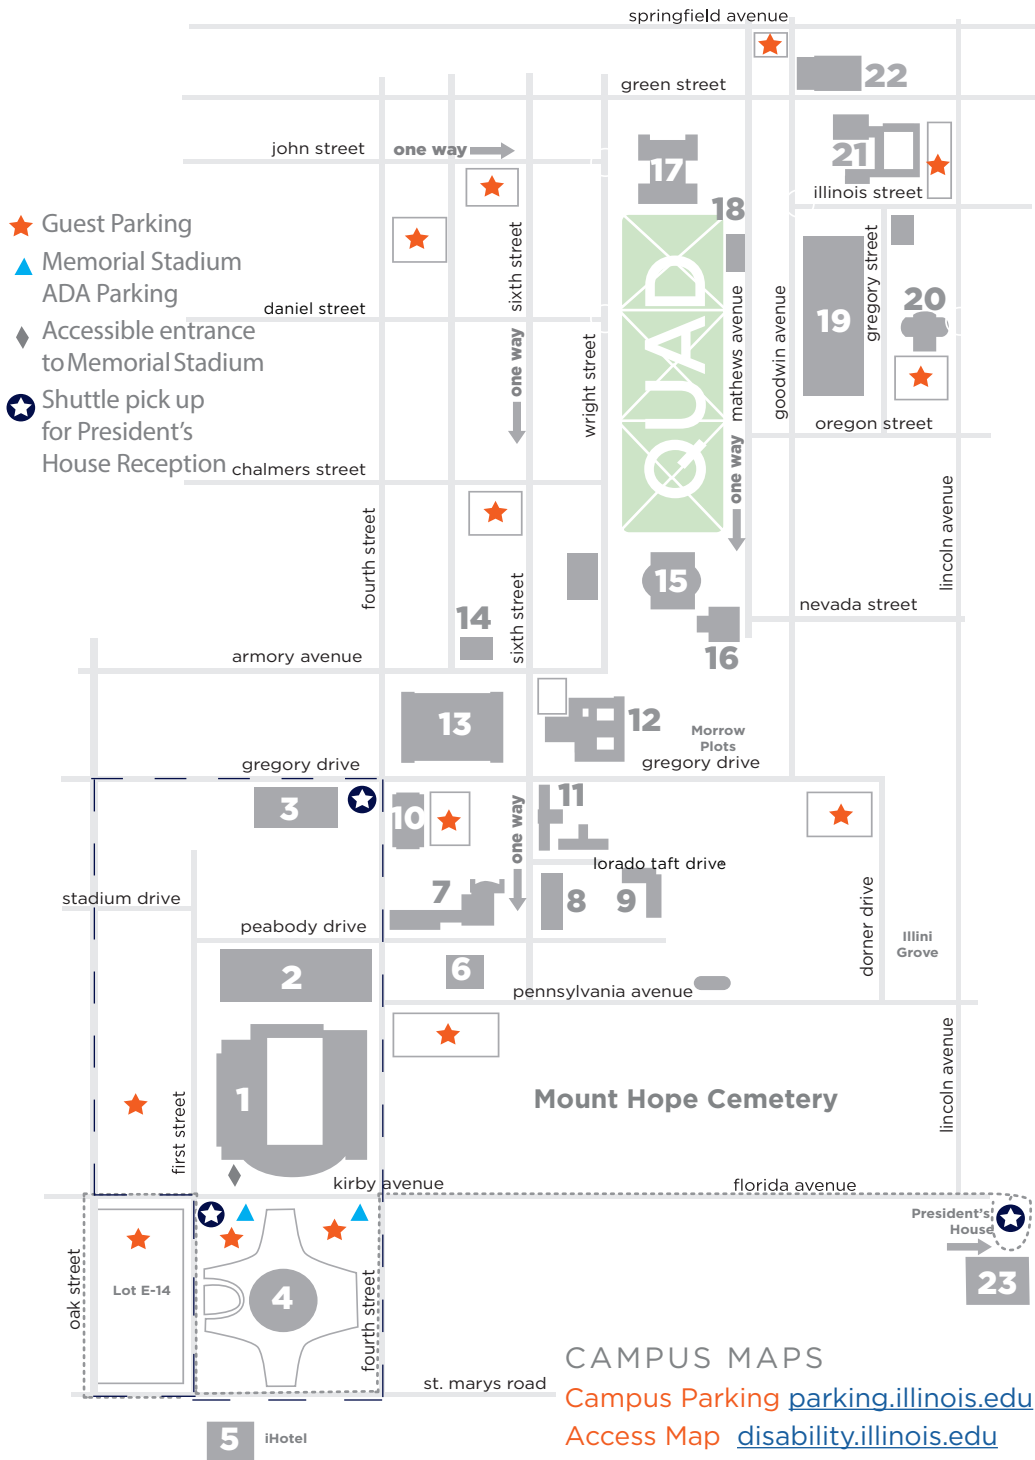 springfield avenue
22
green street
john street
one way
17
21
illinois street
18
Guest Parking
Memorial Stadium
ADA Parking
Accessible entrance
to Memorial Stadium
Shuttle pick up
for President's
House Reception
sixth street
daniel street
one way
wright street
QUAD
mathews avenue
one way
goodwin avenue
19
gregory street
20
oregon street
chalmers street
fourth street
lincoln avenue
15
nevada street
14
sixth street
16
armory avenue
13
12
Morrow
Plots
gregory drive
gregory drive
3
10
one way
11
lorado taft drive
stadium drive
7
8
9
peabody drive
dorner drive
Illini
Grove
2
6
pennsylvania avenue
1
first street
Mount Hope Cemetery
lincoln avenue
kirby avenue
florida avenue
President's
House
oak street
Lot E-14
4
fourth street
23
st. marys road
5
iHotel
CAMPUS MAPS
Campus Parking parking.illinois.edu
Access Map disability.illinois.edu